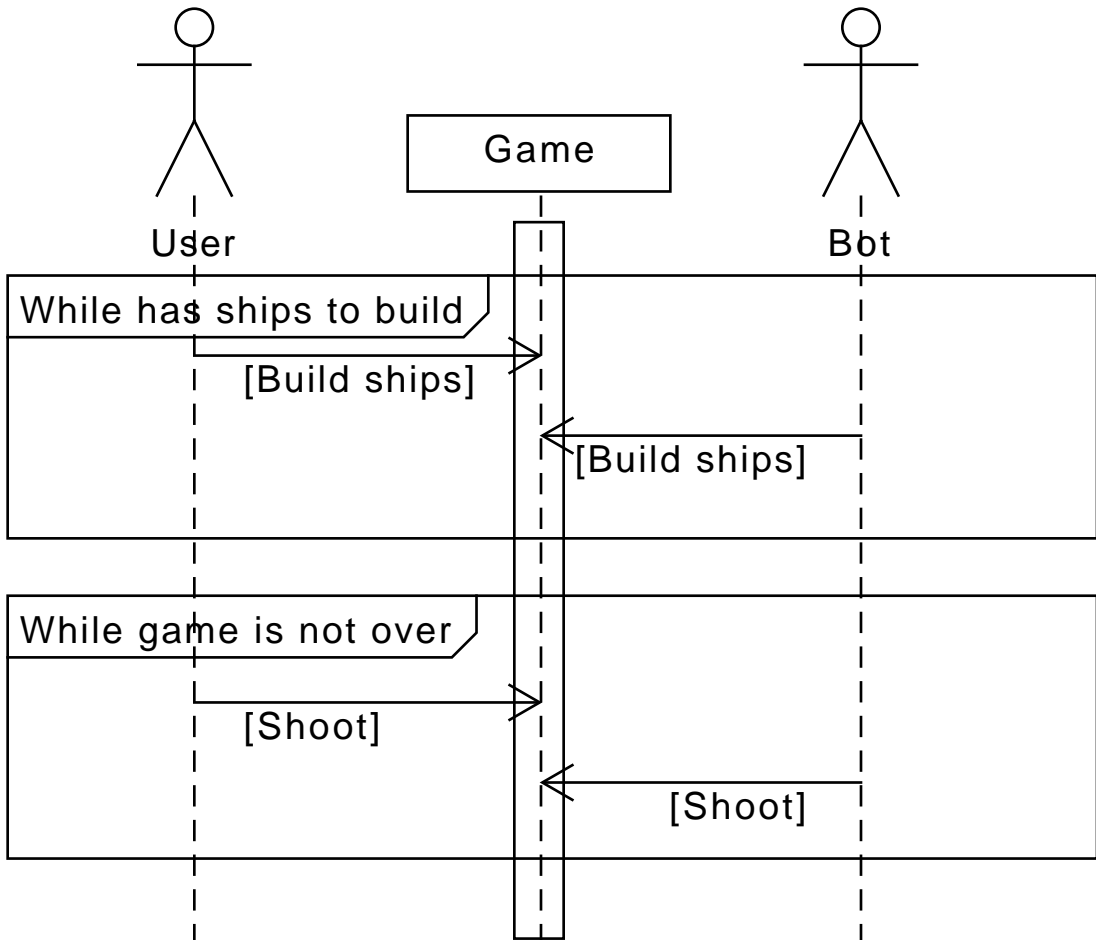 Game
User
Bot
While has ships to build
[Build ships]
[Build ships]
While game is not over
[Shoot]
[Shoot]